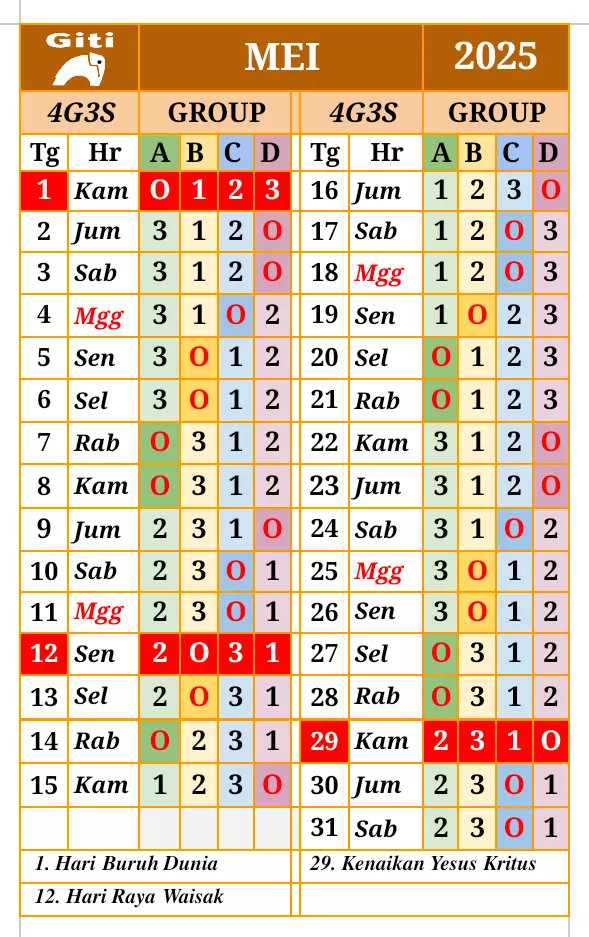 Giti MEI 2025
4G3S GROUP 4G3S GROUP
Tg Hr A B C D Tg Hr A B C D
1 Kam O 1 2 3 16 Jum 1 2 3 O
2 Jum 3 1 2 O 17 Sab 1 2 O 3
3 Sab 3 1 2 O 18 Mgg 1 2 O 3
4 Mgg 3 1 O 2 19 Sen 1 O 2 3
5 Sen 3 O 1 2 20 Sel O 1 2 3
6 Sel 3 O 1 2 21 Rab O 1 2 3
7 Rab O 3 1 2 22 Kam 3 1 2 O
8 Kam O 3 1 2 23 Jum 3 1 2 O
9 Jum 2 3 1 O 24 Sab 3 1 O 2
10 Sab 2 3 O 1 25 Mgg 3 O 1 2
11 Mgg 2 3 O 1 26 Sen 3 O 1 2
12 Sen 2 O 3 1 27 Sel O 3 1 2
13 Sel 2 O 3 1 28 Rab O 3 1 2
14 Rab O 2 3 1 29 Kam 2 3 1 O
15 Kam 1 2 3 O 30 Jum 2 3 O 1
31 Sab 2 3 O 1
1. Hari Buruh Dunia 29. Kenaikan Yesus Kritus
12. Hari Raya Waisak